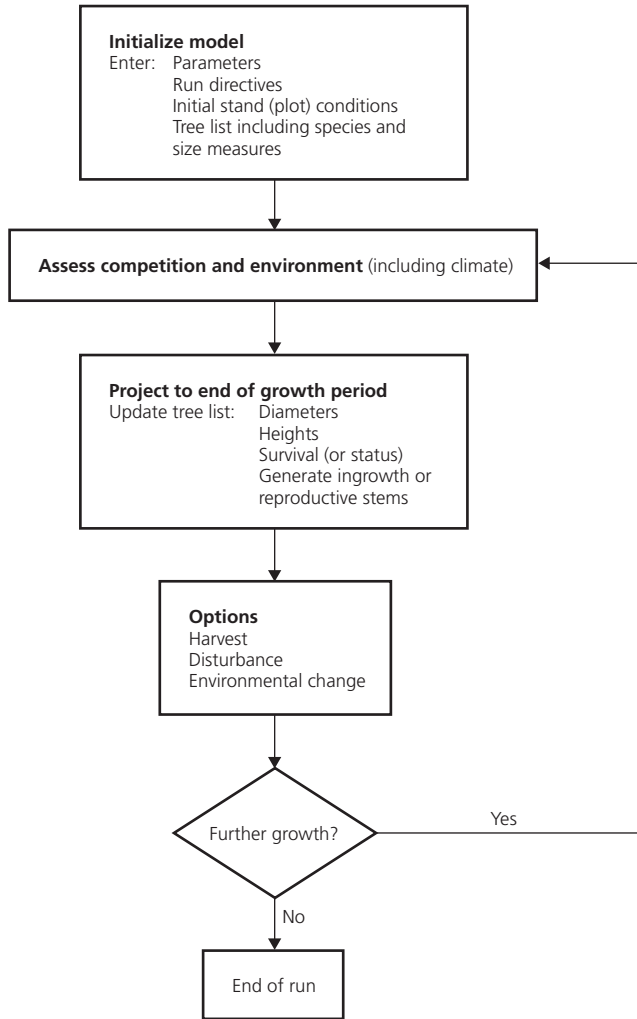 Initialize model
Enter: Parameters
Run directives
Initial stand (plot) conditions
Tree list including species and
size measures
Assess competition and environment (including climate)
Project to end of growth period
Update tree list: Diameters
Heights
Survival (or status)
Generate ingrowth or
reproductive stems
Options
Harvest
Disturbance
Environmental change
Further growth?
Yes
No
End of run